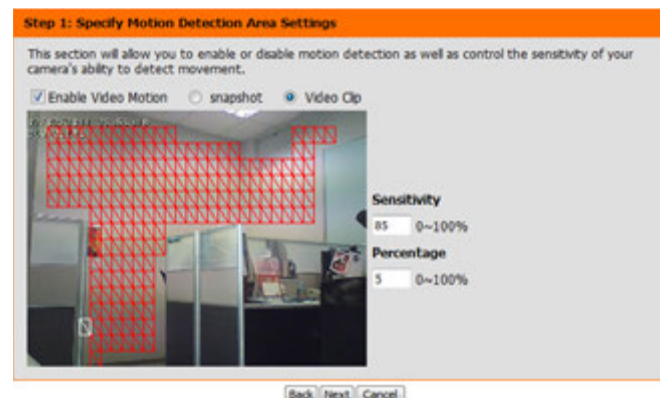 Step 1: Specify Motion Detection Area Settings
This section will allow you to enable or disable motion detection as well as control the sensitivity of your
camera's ability to detect movement.
Enable Video Motion snapshot Video Clip
Sensitivity
85 0~100%
Percentage
5 0~100%
Back Next Cancel